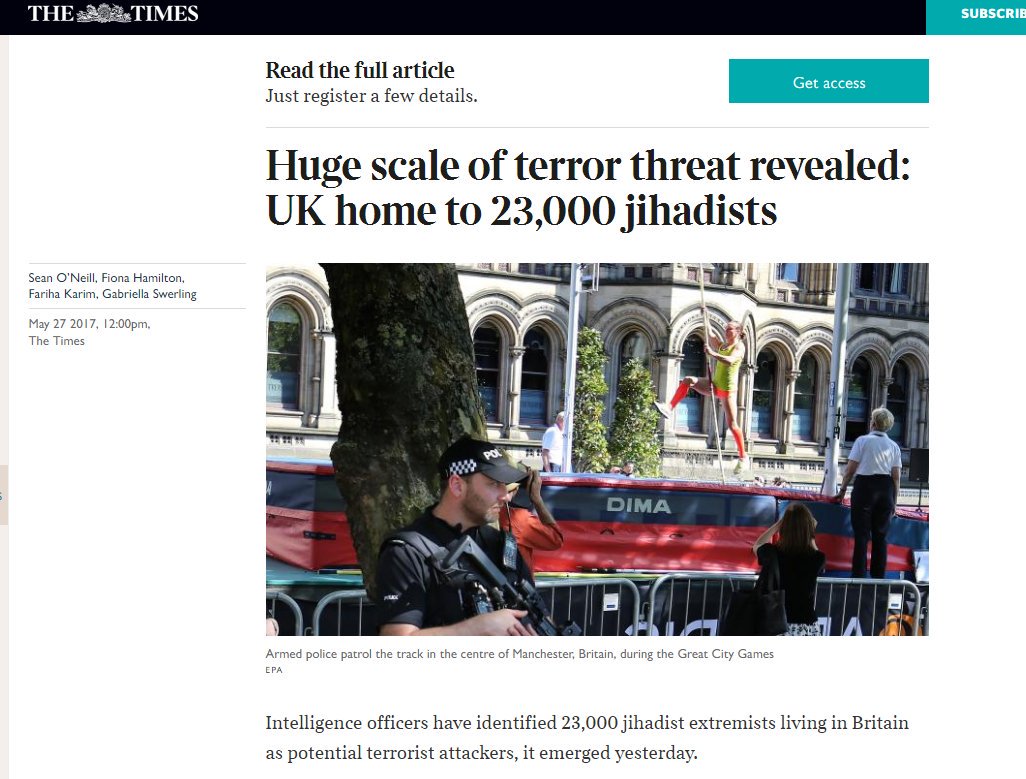 THE TIMES
SUBSCRIB
Read the full article
Just register a few details.
Get access
Huge scale of terror threat revealed:
UK home to 23,000 jihadists
Sean O'Neill, Fiona Hamilton,
Fariha Karim, Gabriella Swerling
May 27 2017, 12:00pm,
The Times
POL
DIMA
POLICE
Armed police patrol the track in the centre of Manchester, Britain, during the Great City Games
EPA
Intelligence officers have identified 23,000 jihadist extremists living in Britain
as potential terrorist attackers, it emerged yesterday.